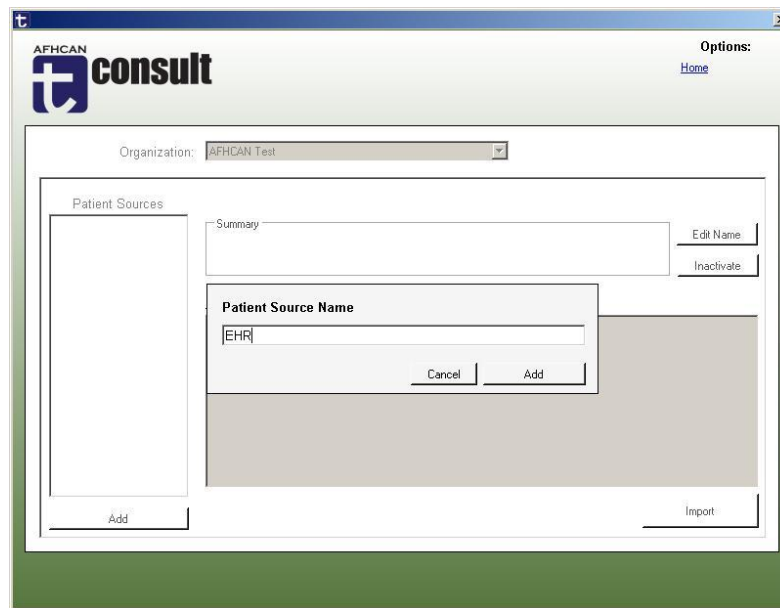 t
Options:
AFHCAN
t consult
Home
Organization: AFHCAN Test
Patient Sources
Summary
Edit Name
Inactivate
Patient Source Name
EHR
Cancel Add
Add
Import